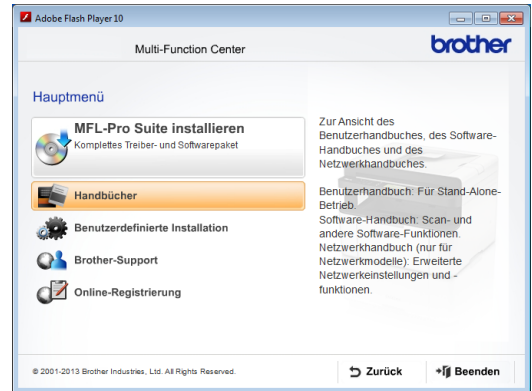 Adobe Flash Player 10
Multi-Function Center
brother
Hauptmenü
MFL-Pro Suite installieren
Komplettes Treiber- und Softwarepaket
Handbücher
Benutzerdefinierte Installation
Brother-Support
Online-Registrierung
Zur Ansicht des
Benutzerhandbuches, des Software-
Handbuches und des
Netzwerkhandbuches.
Benutzerhandbuch: Für Stand-Alone-
Betrieb.
Software-Handbuch: Scan- und
andere Software-Funktionen.
Netzwerkhandbuch (nur für
Netzwerkmodelle): Erweiterte
Netzwerkeinstellungen und -
funktionen.
© 2001-2013 Brother Industries, Ltd. All Rights Reserved.
Zurück
Beenden